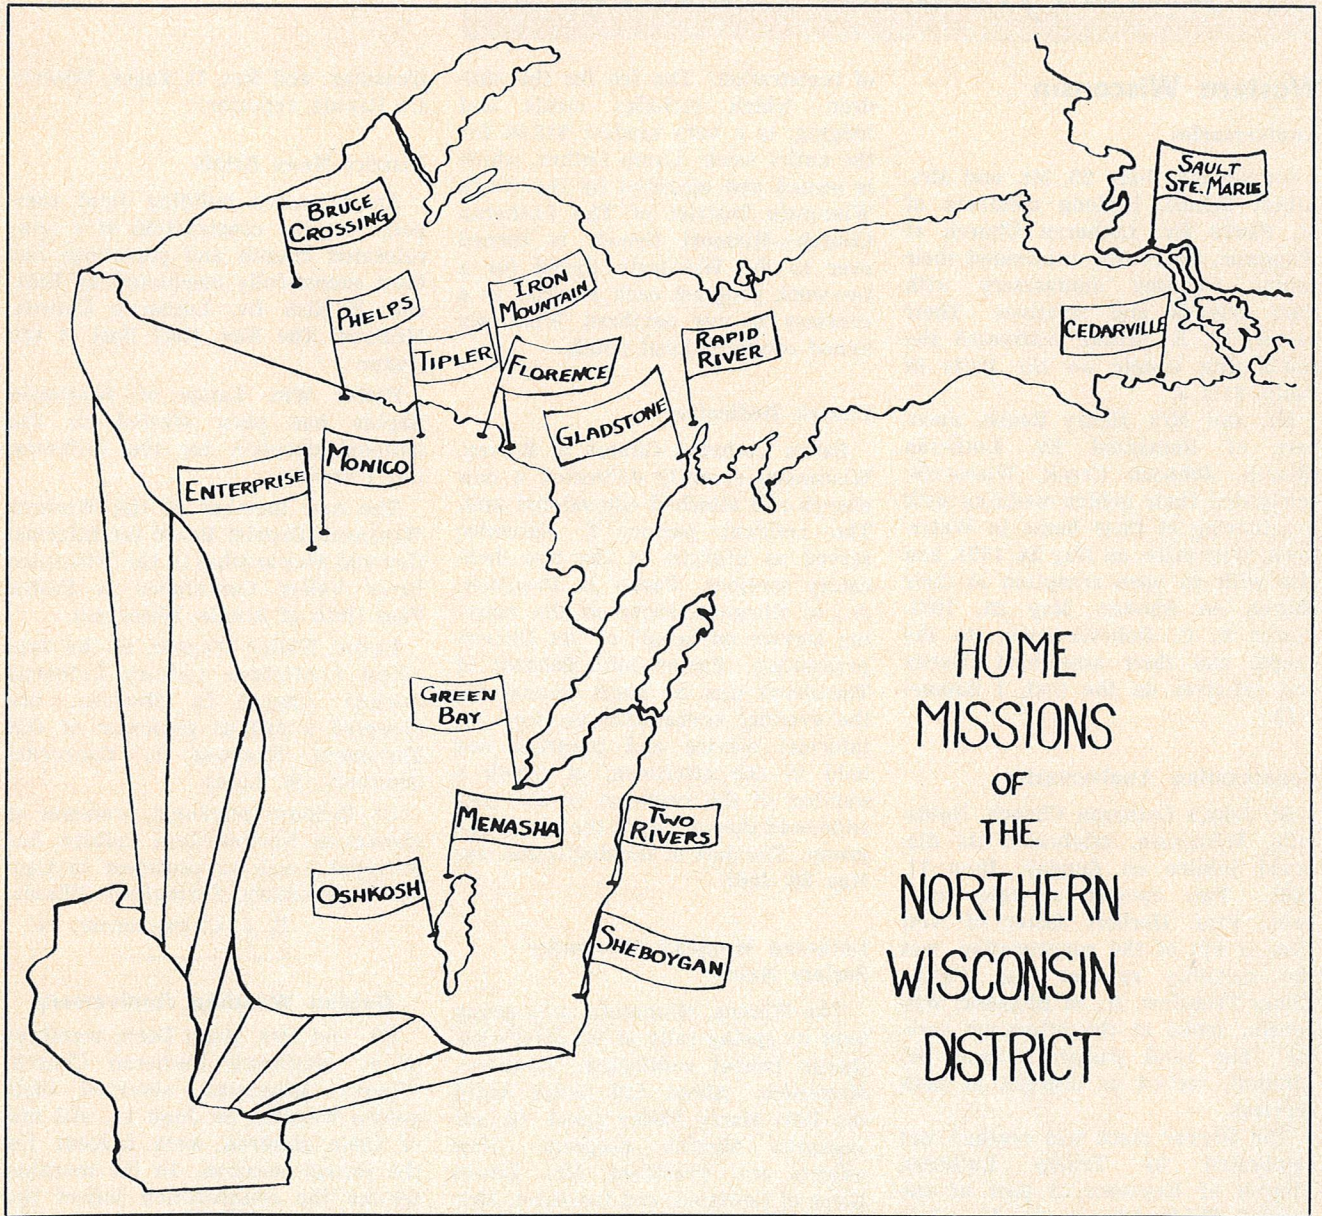 SAULT
STE. MARIE
BRUCE
CROSSING
IRON
MOUNTAIN
PHELPS
CEDARVILLE
RAPID
RIVER
TIPLER
FLORENCE
GLADSTONE
MONICO
ENTERPRISE
GREEN
BAY
MENASHA
TWO
RIVERS
OSHKOSH
SHEBOYGAN
HOME
MISSIONS
OF
THE
NORTHERN
WISCONSIN
DISTRICT